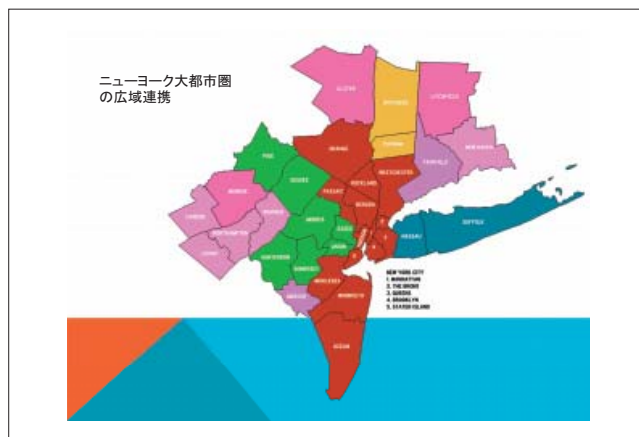 ニューヨーク大都市圏
の広域連携
ULSTER
DUTCHESS
LITCHFIELD
PUTNAM
ORANGE
NEW HAVEN
FAIRFIELD
PIKE
WESTCHESTER
SUSSEX
ROCKLAND
PASSAIC
MONROE
BERGEN
SUFFOLK
CARBON
WARREN
MORRIS
ESSEX
NASSAU
NORTHAMPTON
UNION
LEHIGH
HUNTERDON
SOMERSET
MIDDLESEX
MERCER
MONMOUTH
OCEAN
NEW YORK CITY
1. MANHATTAN
2. THE BRONX
3. QUEENS
4. BROOKLYN
5. STATEN ISLAND